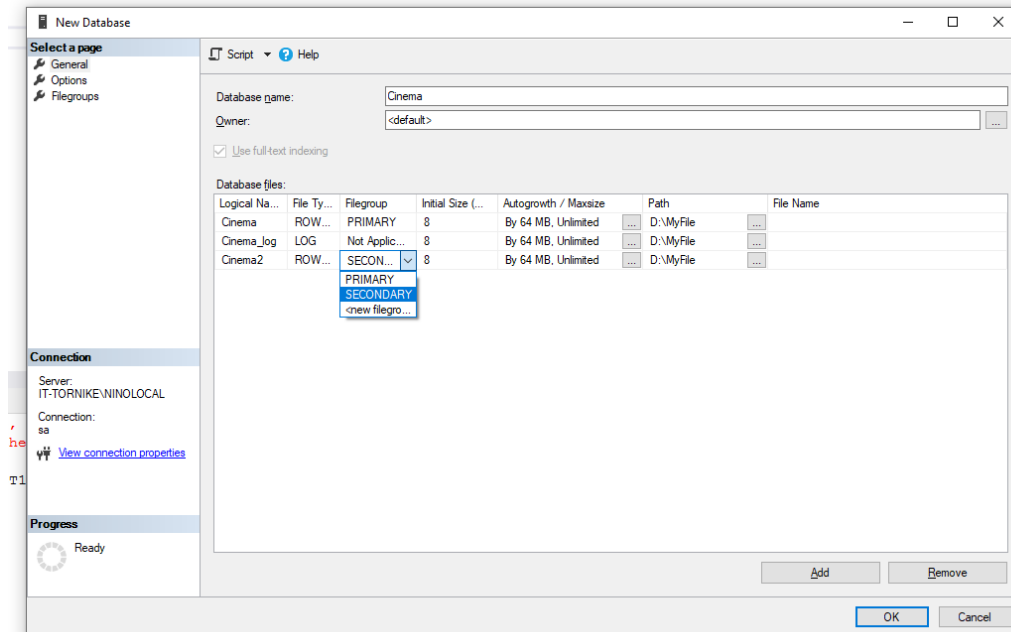 New Database
Select a page
General
Options
Filegroups
Script
Help
Database name:
Cinema
Owner:
<default>
...
Use full-text indexing
Database files:
Logical Na... File Ty... Filegroup Initial Size (... Autogrowth / Maxsize Path File Name
Cinema ROW... PRIMARY 8 By 64 MB, Unlimited ... D:\MyFile ...
Cinema_log LOG Not Applic... 8 By 64 MB, Unlimited ... D:\MyFile ...
Cinema2 ROW... SECON... 8 By 64 MB, Unlimited ... D:\MyFile ...
PRIMARY
SECONDARY
<new filegro...
Connection
Server:
IT-TORNIKE\NINOLOCAL
Connection:
sa
View connection properties
,
he
T1
Progress
Ready
Add Remove
OK Cancel